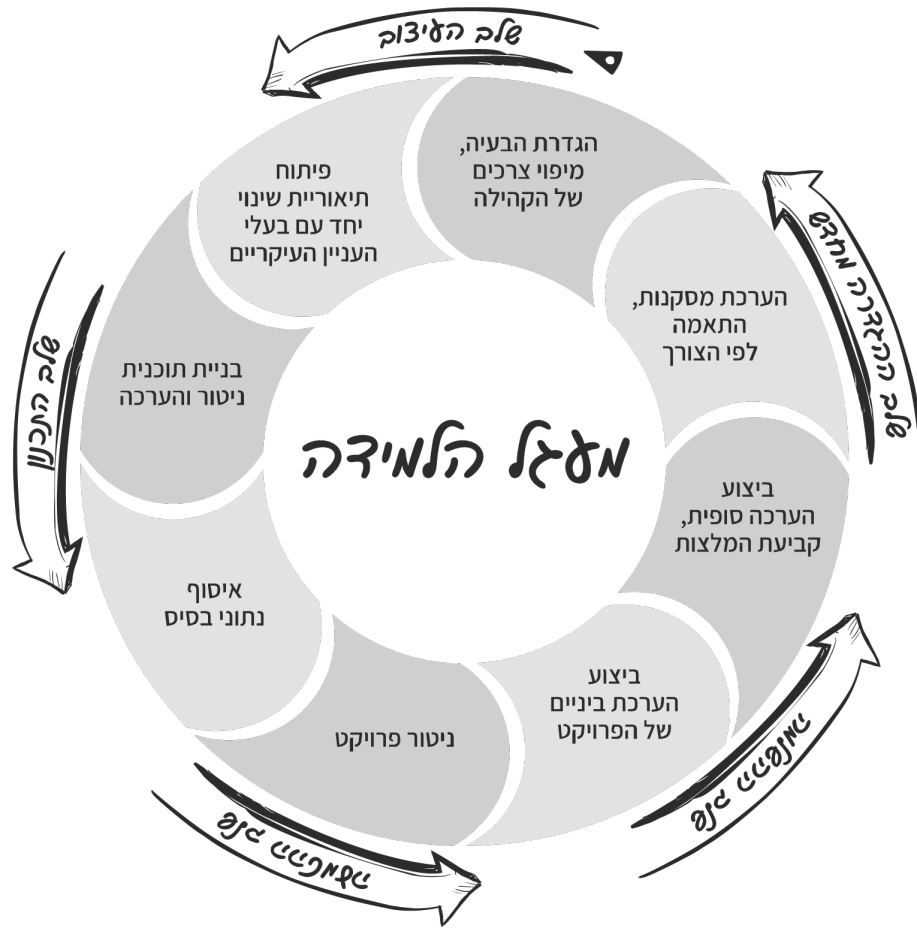 שלב העיצוב
הגדרת הבעיה,
מיפוי צרכים
של הקהילה
פיתוח
תיאוריית שינוי
יחד עם בעלי
העניין העיקריים
שלב התכנון
בניית תוכנית
ניטור והערכה
איסוף
נתוני בסיס
ניטור פרויקט
ביצוע
הערכת ביניים
של הפרויקט
ביצוע
הערכה סופית,
קביעת המלצות
שלב ההגדרה מחדש
הערכת מסקנות,
התאמה
לפי הצורך
מעגל הלמידה